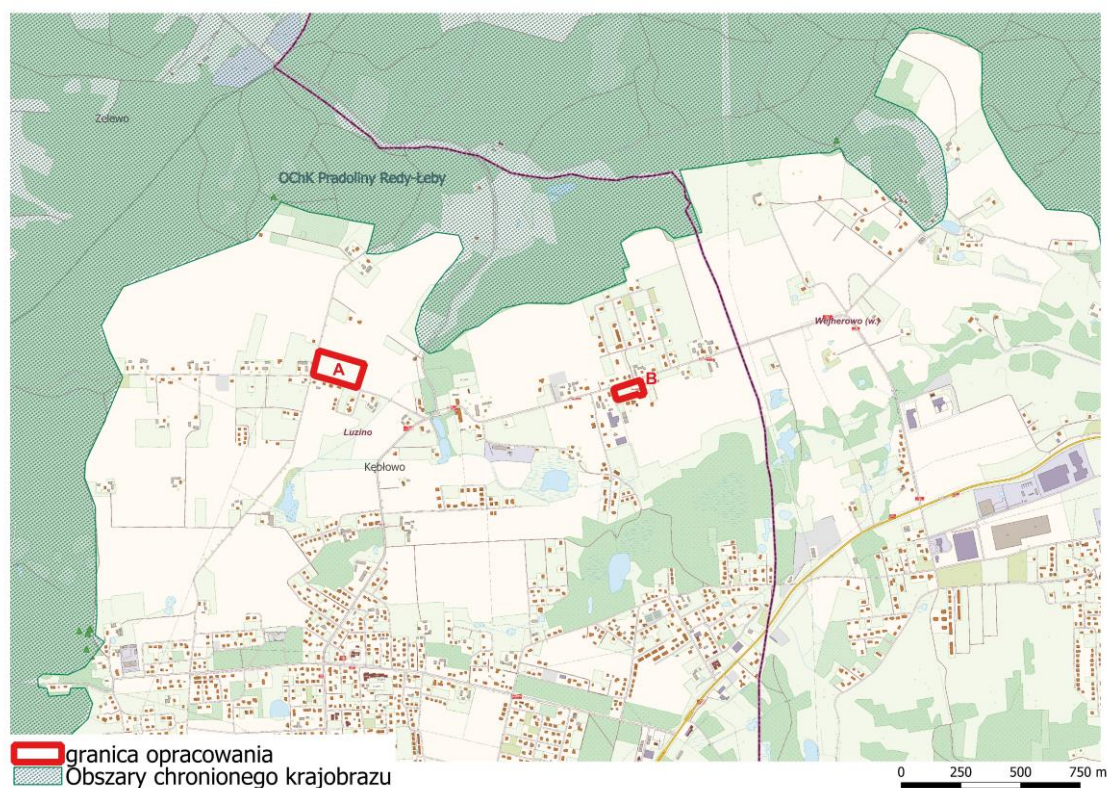 Zelewo
OChK Pradoliny Redy-Łeby
Wejherowo (w.)
A
B
Luzino
Kębłowo
granica opracowania
Obszary chronionego krajobrazu
0 250 500 750 m